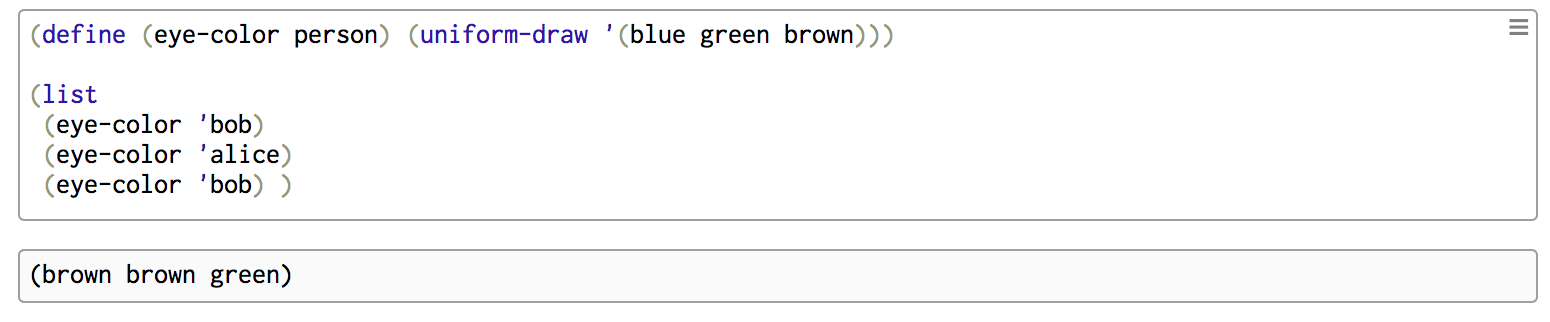 (define (eye-color person) (uniform-draw '(blue green brown)))
(list
(eye-color 'bob)
(eye-color 'alice)
(eye-color 'bob) )
(brown brown green)